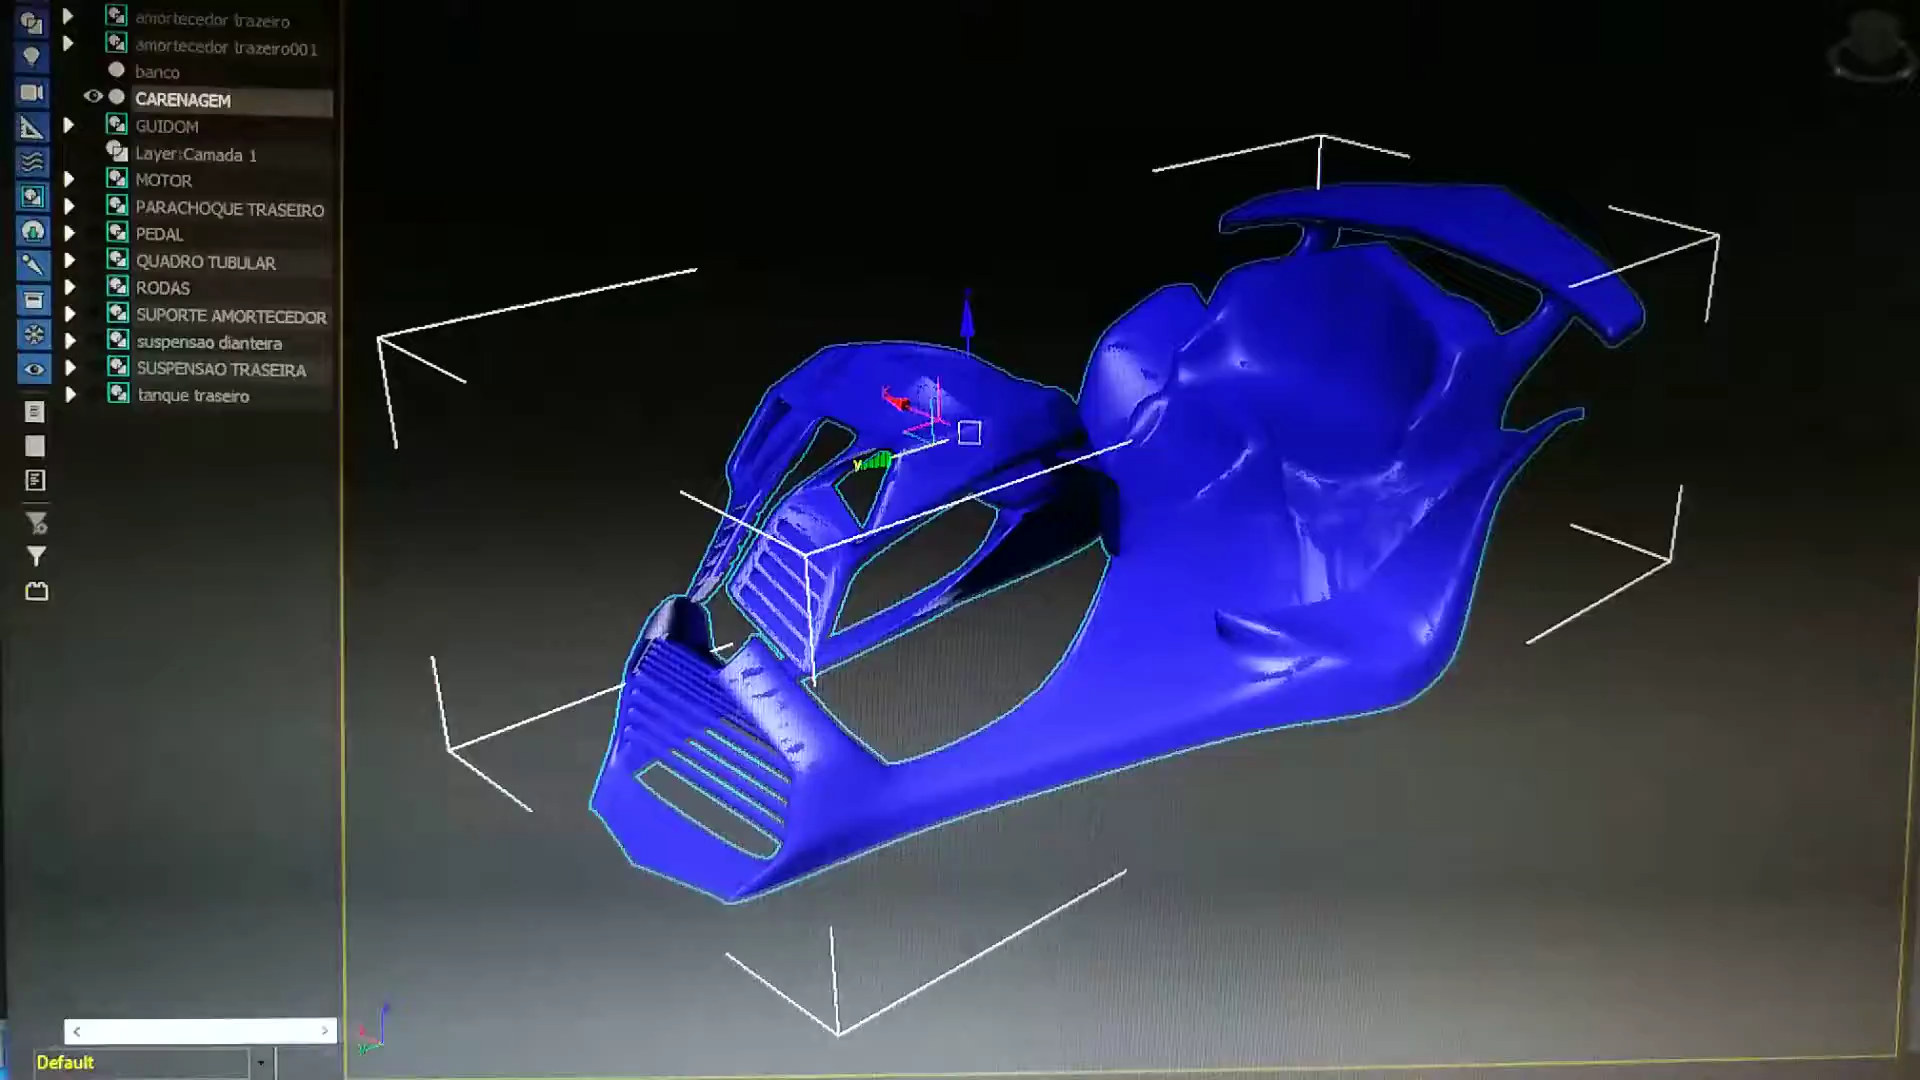 amortecedor trazeiro
amortecedor trazeiro001
banco
CARENAGEM
GUIDOM
Layer:Camada 1
MOTOR
PARACHOQUE TRASEIRO
PEDAL
QUADRO TUBULAR
RODAS
SUPORTE AMORTECEDOR
suspensao dianteira
SUSPENSAO TRASEIRA
tanque traseiro
Default